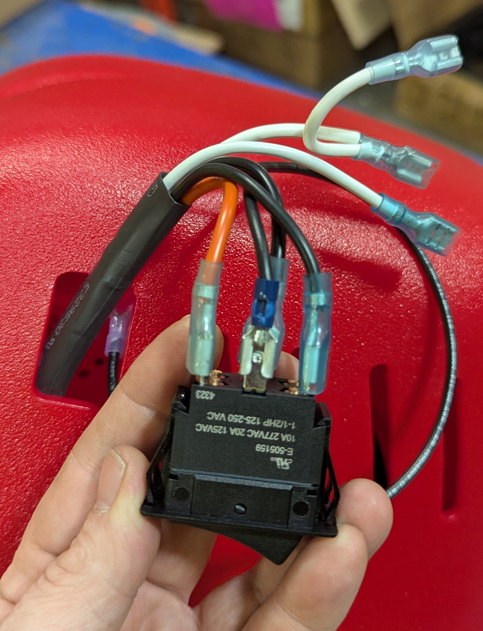 4323
E-505159
10A 277VAC 20A 125VAC
1-1/2HP 125-250 VAC